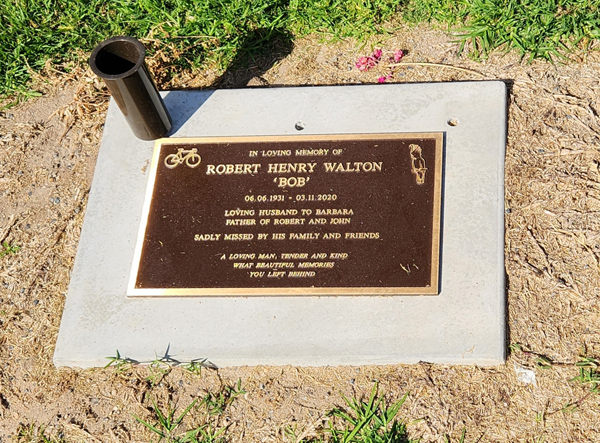 IN LOVING MEMORY OF
ROBERT HENRY WALTON
'BOB'
06.06.1931 - 03.11.2020
LOVING HUSBAND TO BARBARA
FATHER OF ROBERT AND JOHN
SADLY MISSED BY HIS FAMILY AND FRIENDS
A LOVING MAN, TENDER AND KIND
WHAT BEAUTIFUL MEMORIES
YOU LEFT BEHIND